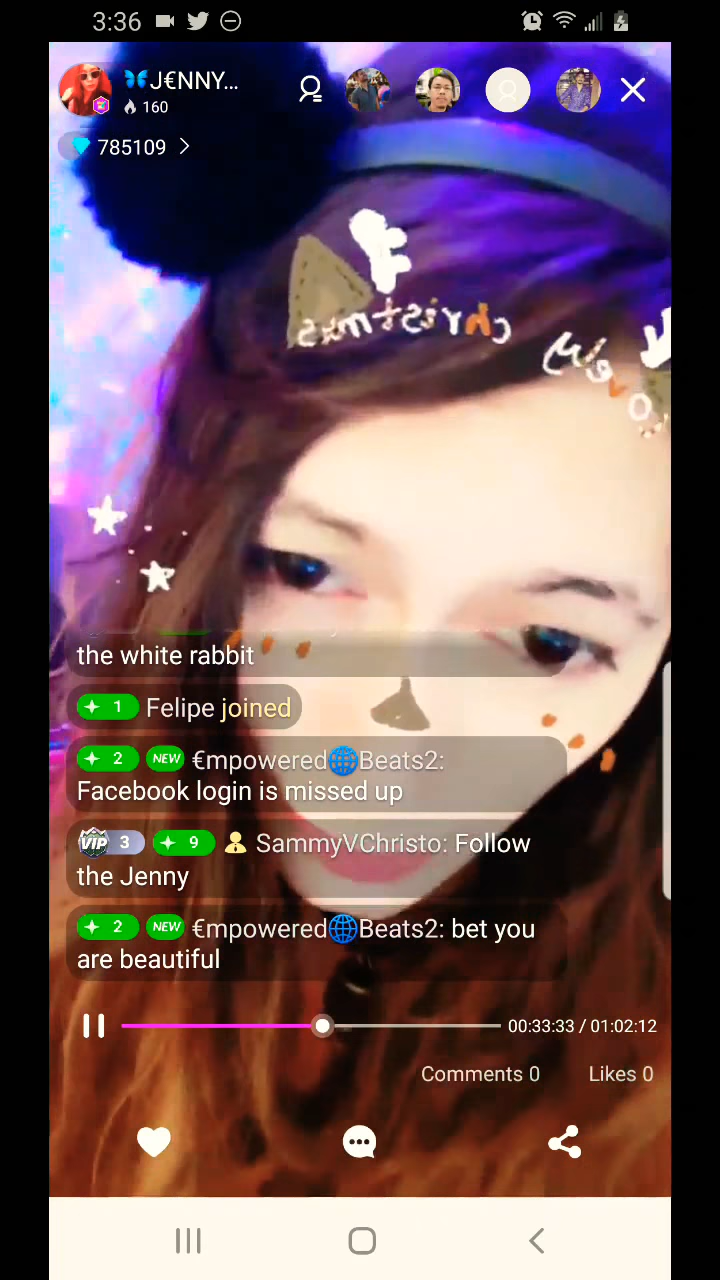 3:36
🦋J€NNY...
160
785109
Merry christmas
the white rabbit
1 Felipe joined
2 NEW €mpowered🌐Beats2:
Facebook login is missed up
VIP 3 9 SammyVChristo: Follow
the Jenny
2 NEW €mpowered🌐Beats2: bet you
are beautiful
00:33:33 / 01:02:12
Comments 0 Likes 0